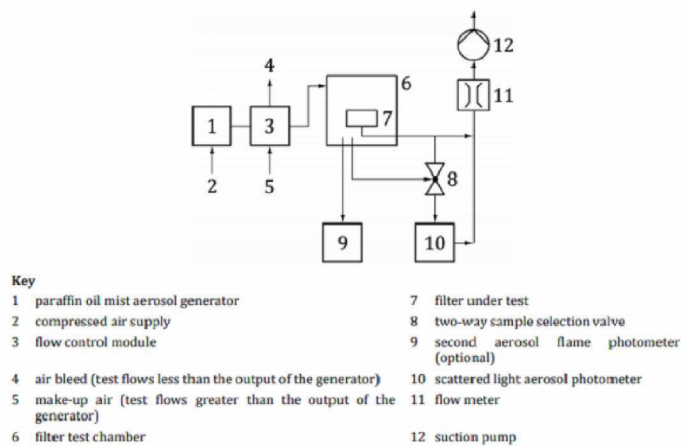 4
12
6
11
1
3
7
2
5
8
9
10
Key
1 paraffin oil mist aerosol generator
2 compressed air supply
3 flow control module
4 air bleed (test flows less than the output of the generator)
5 make-up air (test flows greater than the output of the
generator)
6 filter test chamber
7 filter under test
8 two-way sample selection valve
9 second aerosol flame photometer
(optional)
10 scattered light aerosol photometer
11 flow meter
12 suction pump